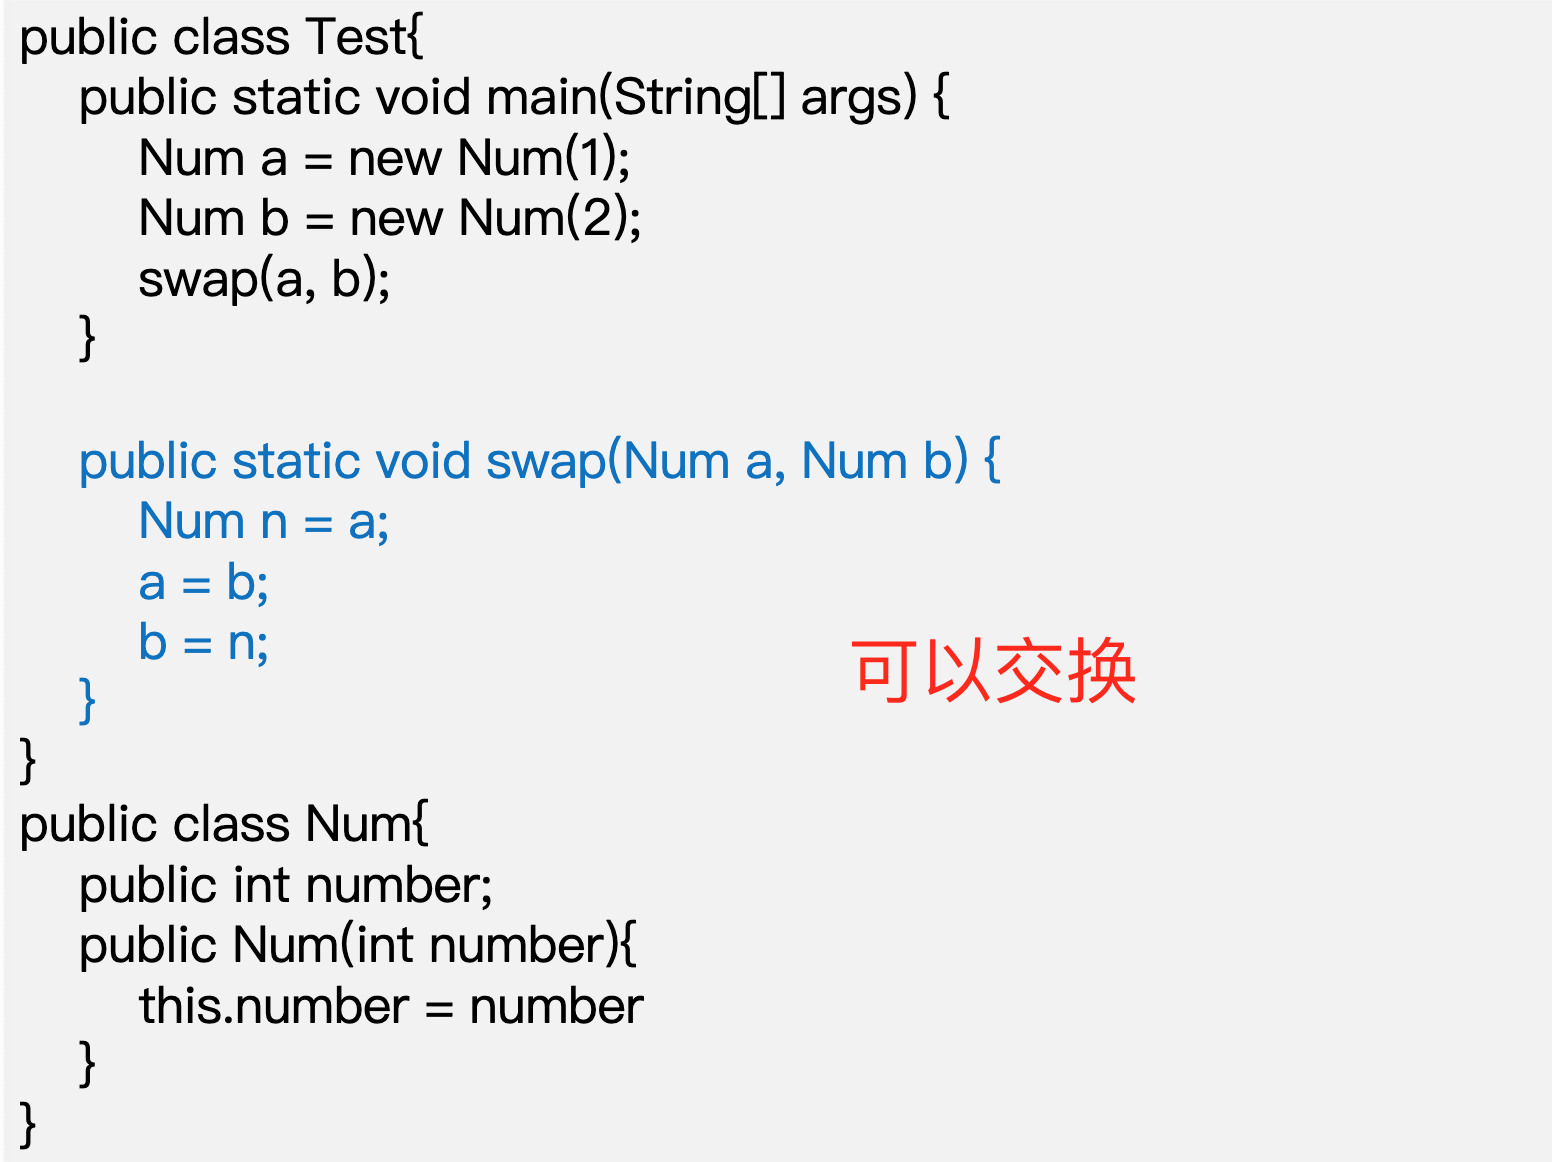 public class Test{
public static void main(String[] args) {
Num a = new Num(1);
Num b = new Num(2);
swap(a, b);
}
public static void swap(Num a, Num b) {
Num n = a;
a = b;
b = n;
可以交换
}
}
public class Num{
public int number;
public Num(int number){
this.number = number
}
}